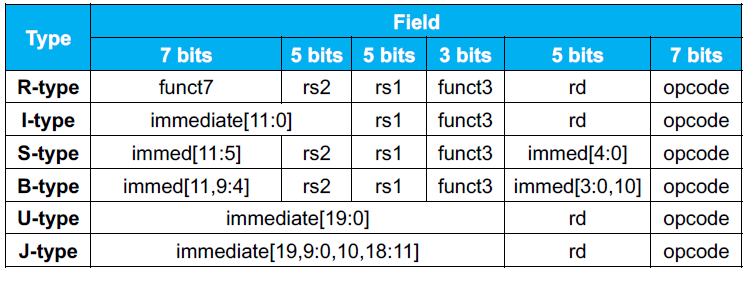 Type Field
7 bits 5 bits 5 bits 3 bits 5 bits 7 bits
R-type funct7 rs2 rs1 funct3 rd opcode
I-type immediate[11:0] rs1 funct3 rd opcode
S-type immed[11:5] rs2 rs1 funct3 immed[4:0] opcode
B-type immed[11,9:4] rs2 rs1 funct3 immed[3:0,10] opcode
U-type immediate[19:0] rd opcode
J-type immediate[19,9:0,10,18:11] rd opcode